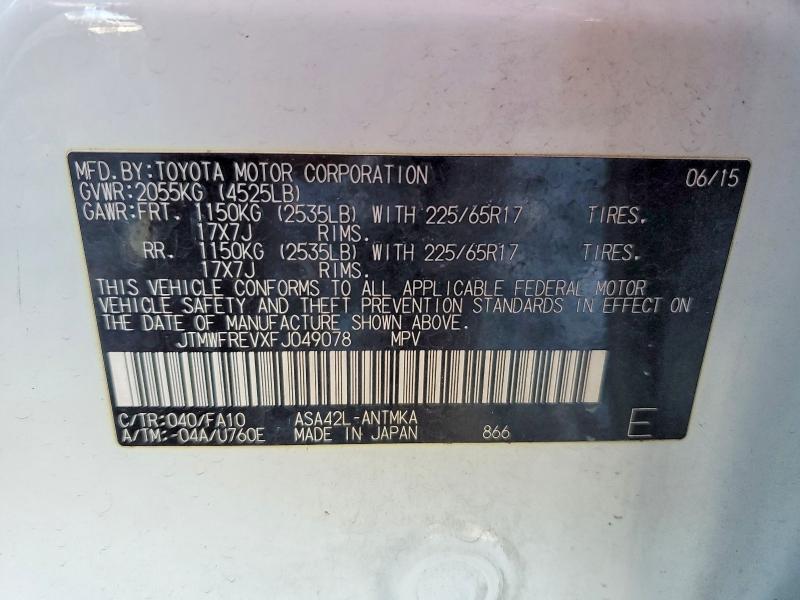 MFD.BY:TOYOTA MOTOR CORPORATION 06/15
GVWR:2055KG (4525LB)
GAWR:FRT. 1150KG (2535LB) WITH 225/65R17 TIRES.
17X7J RIMS.
RR. 1150KG (2535LB) WITH 225/65R17 TIRES.
17X7J RIMS.
THIS VEHICLE CONFORMS TO ALL APPLICABLE FEDERAL MOTOR
VEHICLE SAFETY AND THEFT PREVENTION STANDARDS IN EFFECT ON
THE DATE OF MANUFACTURE SHOWN ABOVE.
JTMWFREVXFJ049078 MPV
C/TR:040/FA10 ASA42L-ANTMKA
A/TM:-04A/U760E MADE IN JAPAN 866 E